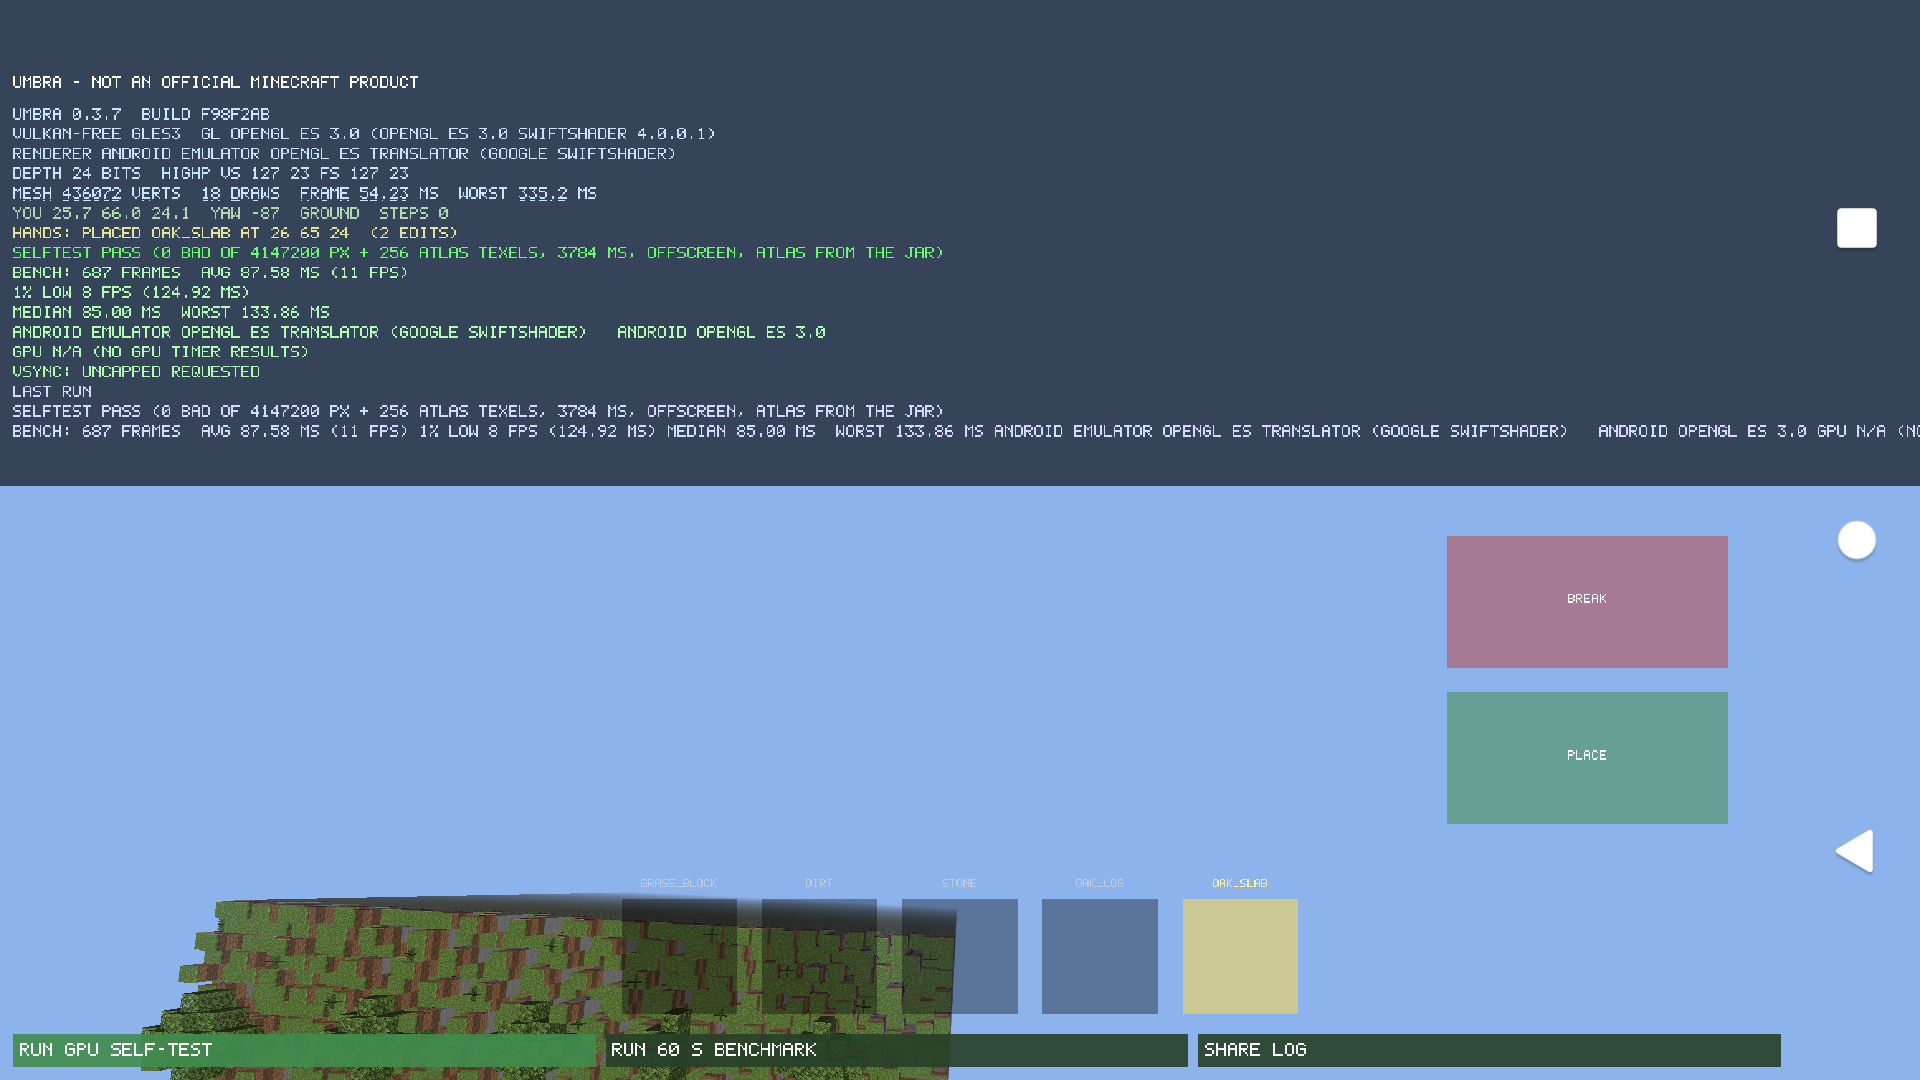 UMBRA - NOT AN OFFICIAL MINECRAFT PRODUCT
UMBRA 0.3.7  BUILD F98F2AB
VULKAN-FREE GLES3  GL OPENGL ES 3.0 (OPENGL ES 3.0 SWIFTSHADER 4.0.0.1)
RENDERER ANDROID EMULATOR OPENGL ES TRANSLATOR (GOOGLE SWIFTSHADER)
DEPTH 24 BITS  HIGHP VS 127 23 FS 127 23
MESH 436072 VERTS  18 DRAWS  FRAME 54.23 MS  WORST 335.2 MS
YOU 25.7 66.0 24.1  YAW -87  GROUND  STEPS 0
HANDS: PLACED OAK_SLAB AT 26 65 24  (2 EDITS)
SELFTEST PASS (0 BAD OF 4147200 PX + 256 ATLAS TEXELS, 3784 MS, OFFSCREEN, ATLAS FROM THE JAR)
BENCH: 687 FRAMES  AVG 87.58 MS (11 FPS)
1% LOW 8 FPS (124.92 MS)
MEDIAN 85.00 MS  WORST 133.86 MS
ANDROID EMULATOR OPENGL ES TRANSLATOR (GOOGLE SWIFTSHADER)   ANDROID OPENGL ES 3.0
GPU N/A (NO GPU TIMER RESULTS)
VSYNC: UNCAPPED REQUESTED
LAST RUN
SELFTEST PASS (0 BAD OF 4147200 PX + 256 ATLAS TEXELS, 3784 MS, OFFSCREEN, ATLAS FROM THE JAR)
BENCH: 687 FRAMES  AVG 87.58 MS (11 FPS) 1% LOW 8 FPS (124.92 MS) MEDIAN 85.00 MS  WORST 133.86 MS ANDROID EMULATOR OPENGL ES TRANSLATOR (GOOGLE SWIFTSHADER)   ANDROID OPENGL ES 3.0 GPU N/A (NO
BREAK
PLACE
GRASS_BLOCK DIRT STONE OAK_LOG OAK_SLAB
RUN GPU SELF-TEST RUN 60 S BENCHMARK SHARE LOG